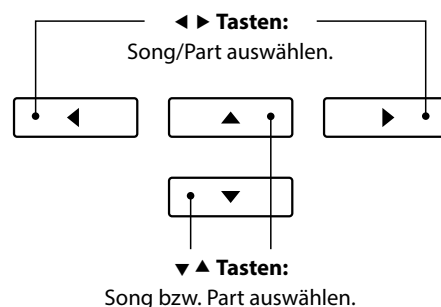 ◀ ▶ Tasten:
Song/Part auswählen.
◀ ▲ ▶
▼
▼ ▲ Tasten:
Song bzw. Part auswählen.